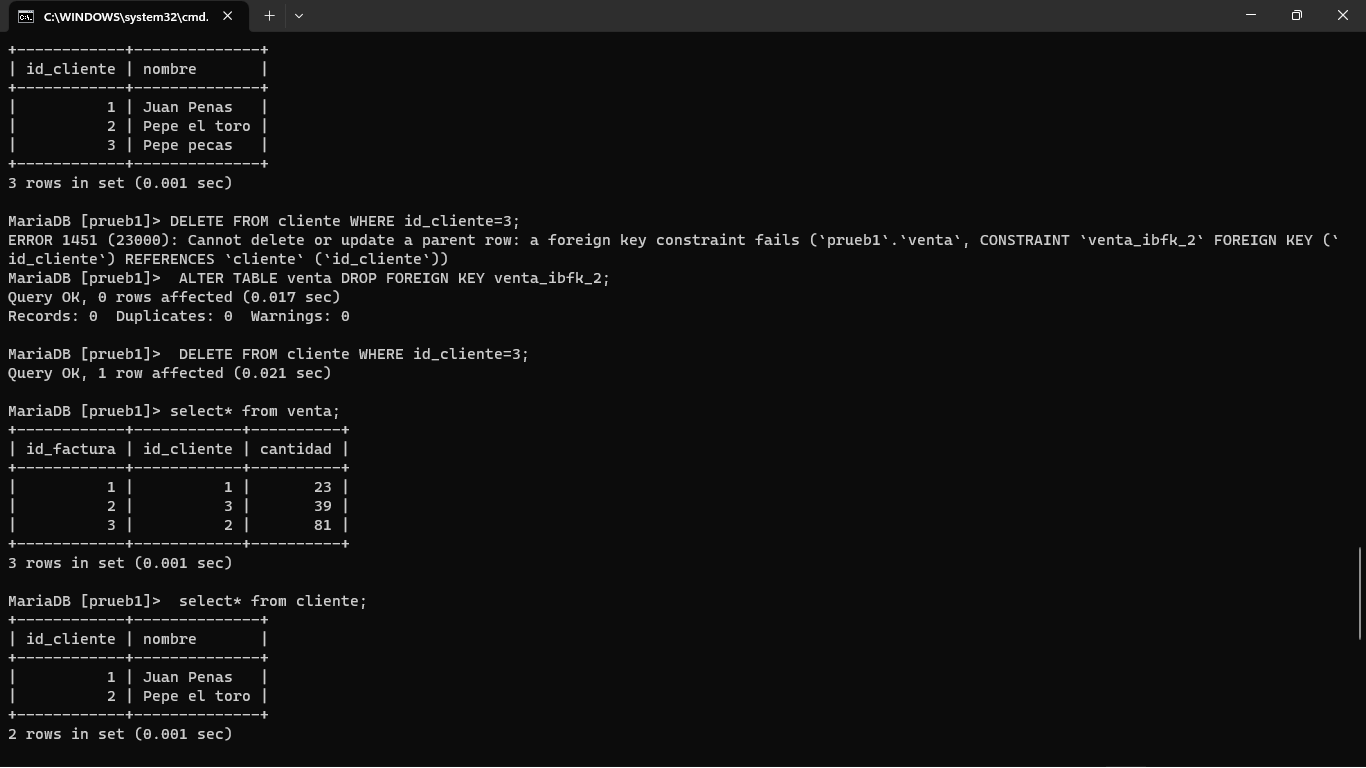 C:\WINDOWS\system32\cmd.
+------------+--------------+
| id_cliente | nombre       |
+------------+--------------+
|          1 | Juan Penas   |
|          2 | Pepe el toro |
|          3 | Pepe pecas   |
+------------+--------------+
3 rows in set (0.001 sec)
MariaDB [prueb1]> DELETE FROM cliente WHERE id_cliente=3;
ERROR 1451 (23000): Cannot delete or update a parent row: a foreign key constraint fails (`prueb1`.`venta`, CONSTRAINT `venta_ibfk_2` FOREIGN KEY (`
id_cliente`) REFERENCES `cliente` (`id_cliente`))
MariaDB [prueb1]>  ALTER TABLE venta DROP FOREIGN KEY venta_ibfk_2;
Query OK, 0 rows affected (0.017 sec)
Records: 0  Duplicates: 0  Warnings: 0
MariaDB [prueb1]>  DELETE FROM cliente WHERE id_cliente=3;
Query OK, 1 row affected (0.021 sec)
MariaDB [prueb1]> select* from venta;
+------------+------------+----------+
| id_factura | id_cliente | cantidad |
+------------+------------+----------+
|          1 |          1 |       23 |
|          2 |          3 |       39 |
|          3 |          2 |       81 |
+------------+------------+----------+
3 rows in set (0.001 sec)
MariaDB [prueb1]>  select* from cliente;
+------------+--------------+
| id_cliente | nombre       |
+------------+--------------+
|          1 | Juan Penas   |
|          2 | Pepe el toro |
+------------+--------------+
2 rows in set (0.001 sec)